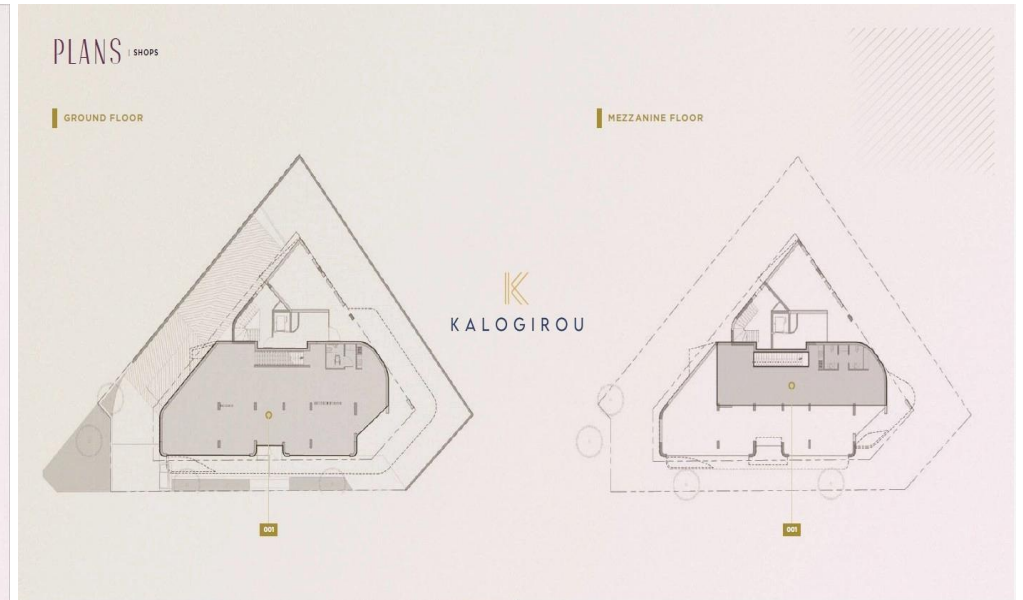 PLANS | SHOPS
GROUND FLOOR
MEZZANINE FLOOR
KALOGIROU
001
001